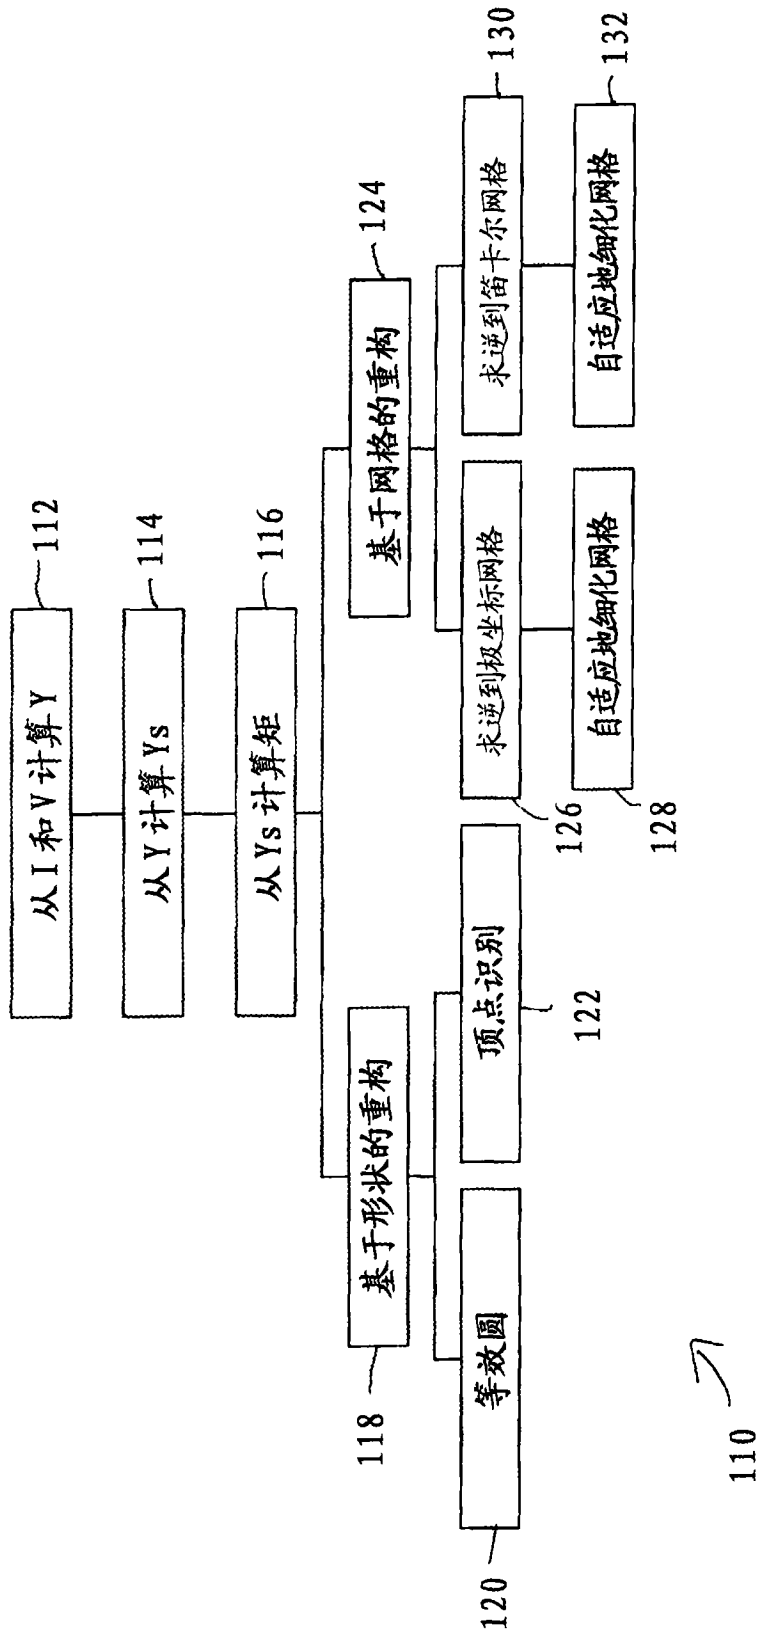 从I和V计算Y
112
从Y计算Ys
114
从Ys计算矩
116
基于形状的重构
118
基于网格的重构
124
等效圆
120
顶点识别
122
求逆到极坐标网格
126
求逆到笛卡尔网格
130
自适应地细化网格
128
自适应地细化网格
132
110